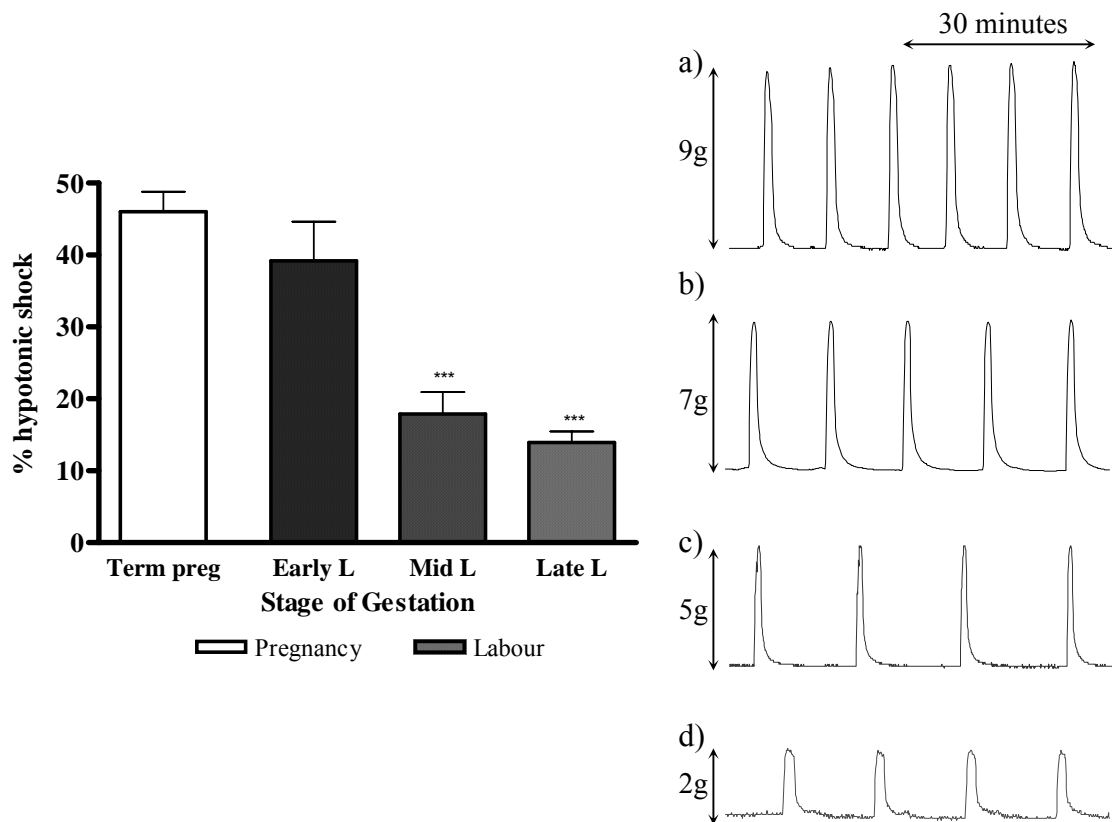 % hypotonic shock
50
40
30
20
10
0
***
***
Term preg Early L Mid L Late L
Stage of Gestation
Pregnancy Labour
30 minutes
a)
9g
b)
7g
c)
5g
d)
2g